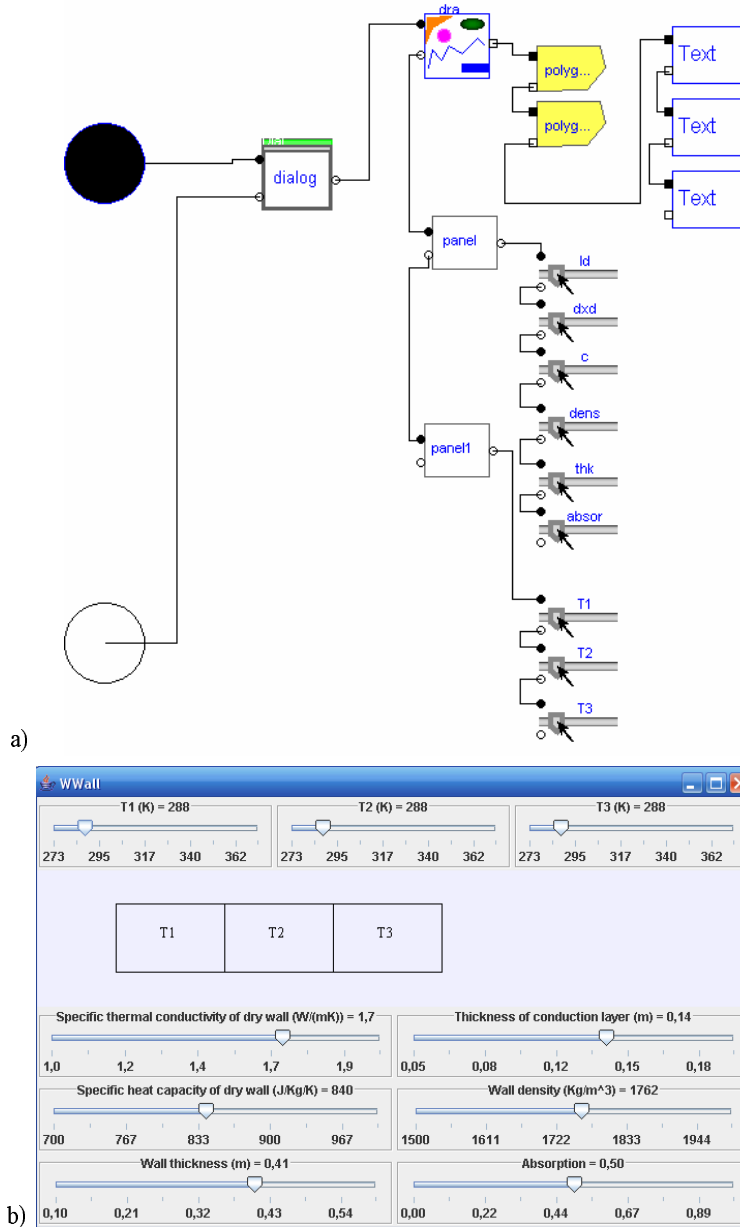 dra
polyg...
Text
polyg...
Text
dialog
Text
panel
ld
dxd
c
dens
panel1
thk
absor
T1
T2
T3
a)
WWall
T1 (K) = 288
T2 (K) = 288
T3 (K) = 288
273 295 317 340 362
273 295 317 340 362
273 295 317 340 362
T1 T2 T3
Specific thermal conductivity of dry wall (W/(mK)) = 1,7
Thickness of conduction layer (m) = 0,14
1,0 1,2 1,4 1,7 1,9
0,05 0,08 0,12 0,15 0,18
Specific heat capacity of dry wall (J/Kg/K) = 840
Wall density (Kg/m^3) = 1762
700 767 833 900 967
1500 1611 1722 1833 1944
Wall thickness (m) = 0,41
Absorption = 0,50
0,10 0,21 0,32 0,43 0,54
0,00 0,22 0,44 0,67 0,89
b)